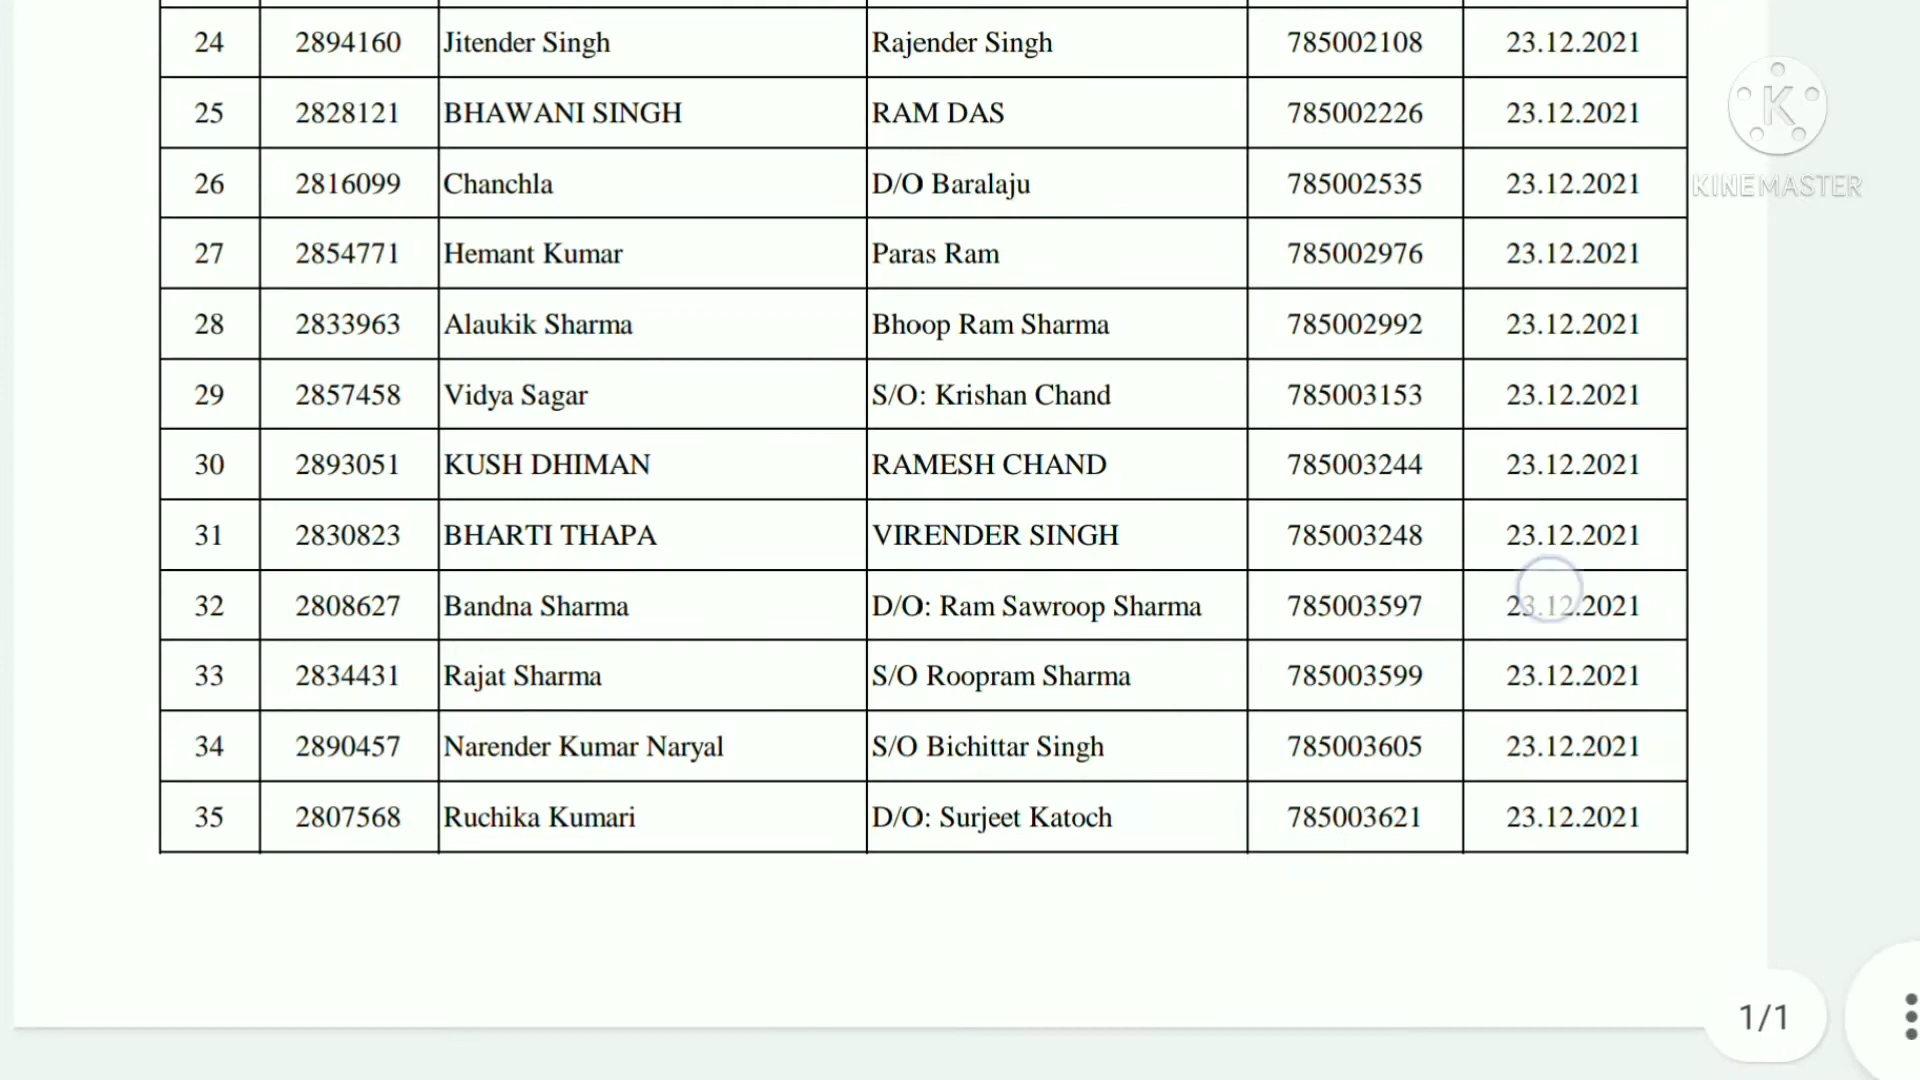 24 2894160 Jitender Singh Rajender Singh 785002108 23.12.2021
25 2828121 BHAWANI SINGH RAM DAS 785002226 23.12.2021
26 2816099 Chanchla D/O Baralaju 785002535 23.12.2021
27 2854771 Hemant Kumar Paras Ram 785002976 23.12.2021
28 2833963 Alaukik Sharma Bhoop Ram Sharma 785002992 23.12.2021
29 2857458 Vidya Sagar S/O: Krishan Chand 785003153 23.12.2021
30 2893051 KUSH DHIMAN RAMESH CHAND 785003244 23.12.2021
31 2830823 BHARTI THAPA VIRENDER SINGH 785003248 23.12.2021
32 2808627 Bandna Sharma D/O: Ram Sawroop Sharma 785003597 23.12.2021
33 2834431 Rajat Sharma S/O Roopram Sharma 785003599 23.12.2021
34 2890457 Narender Kumar Naryal S/O Bichittar Singh 785003605 23.12.2021
35 2807568 Ruchika Kumari D/O: Surjeet Katoch 785003621 23.12.2021
K
KINEMASTER
1/1